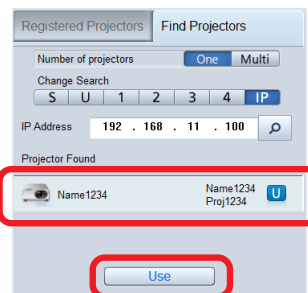 Registered Projectors Find Projectors
Number of projectors One Multi
Change Search
S U 1 2 3 4 IP
IP Address 192 . 168 . 11 . 100
Projector Found
Name1234 Name1234 U
Proj1234
Use